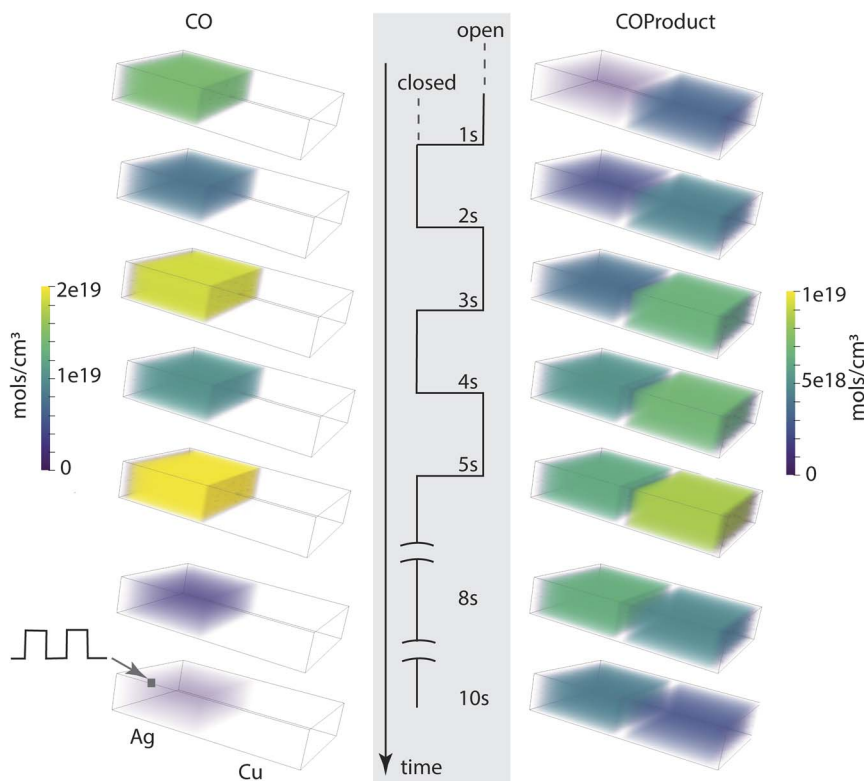 CO
open
COProduct
closed
1s
2s
3s
4s
5s
8s
10s
time
2e19
1e19
0
mols/cm³
1e19
5e18
0
mols/cm³
Ag
Cu